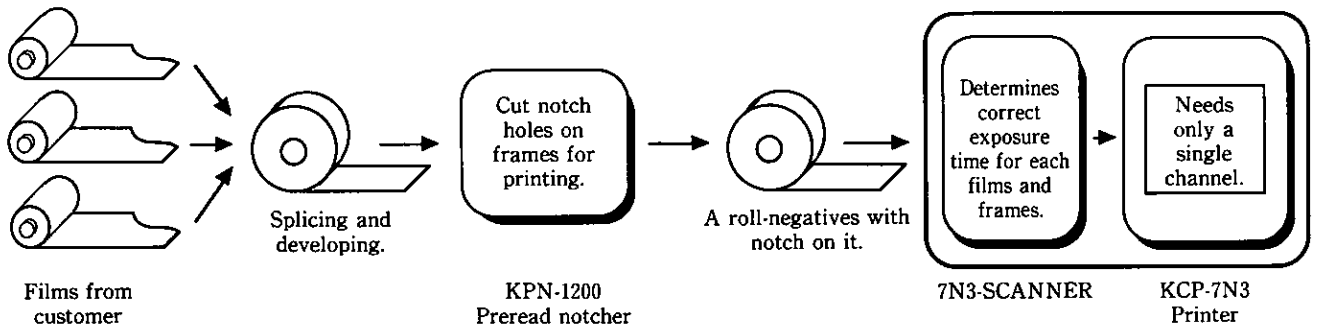 Films from
customer
Splicing and
developing.
Cut notch
holes on
frames for
printing.
KPN-1200
Preread notcher
A roll-negatives with
notch on it.
Determines
correct
exposure
time for each
films and
frames.
7N3-SCANNER
Needs
only a
single
channel.
KCP-7N3
Printer